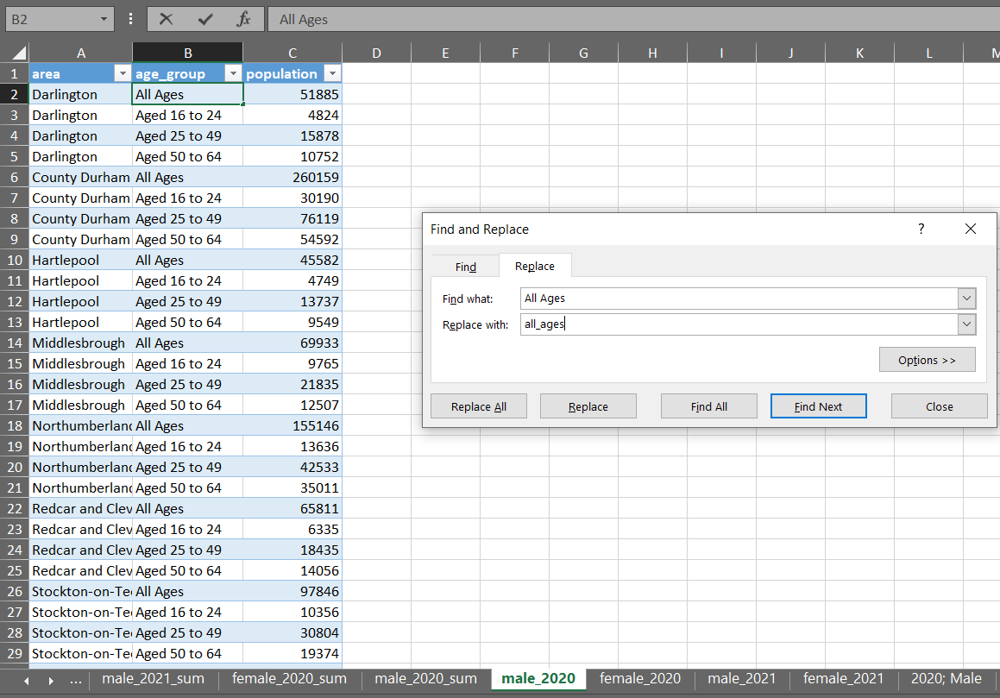 B2 All Ages
A B C D E F G H I J K L M
1 area age_group population
2 Darlington All Ages 51885
3 Darlington Aged 16 to 24 4824
4 Darlington Aged 25 to 49 15878
5 Darlington Aged 50 to 64 10752
6 County Durham All Ages 260159
7 County Durham Aged 16 to 24 30190
8 County Durham Aged 25 to 49 76119
9 County Durham Aged 50 to 64 54592
10 Hartlepool All Ages 45582
11 Hartlepool Aged 16 to 24 4749
12 Hartlepool Aged 25 to 49 13737
13 Hartlepool Aged 50 to 64 9549
14 Middlesbrough All Ages 69933
15 Middlesbrough Aged 16 to 24 9765
16 Middlesbrough Aged 25 to 49 21835
17 Middlesbrough Aged 50 to 64 12507
18 Northumberland All Ages 155146
19 Northumberland Aged 16 to 24 13636
20 Northumberland Aged 25 to 49 42533
21 Northumberland Aged 50 to 64 35011
22 Redcar and Clev All Ages 65811
23 Redcar and Clev Aged 16 to 24 6335
24 Redcar and Clev Aged 25 to 49 18435
25 Redcar and Clev Aged 50 to 64 14056
26 Stockton-on-Tee All Ages 97846
27 Stockton-on-Tee Aged 16 to 24 10356
28 Stockton-on-Tee Aged 25 to 49 30804
29 Stockton-on-Tee Aged 50 to 64 19374
Find and Replace ?
Find Replace
Find what: All Ages
Replace with: all_ages
Options >>
Replace All Replace Find All Find Next Close
... male_2021_sum female_2020_sum male_2020_sum male_2020 female_2020 male_2021 female_2021 2020; Male